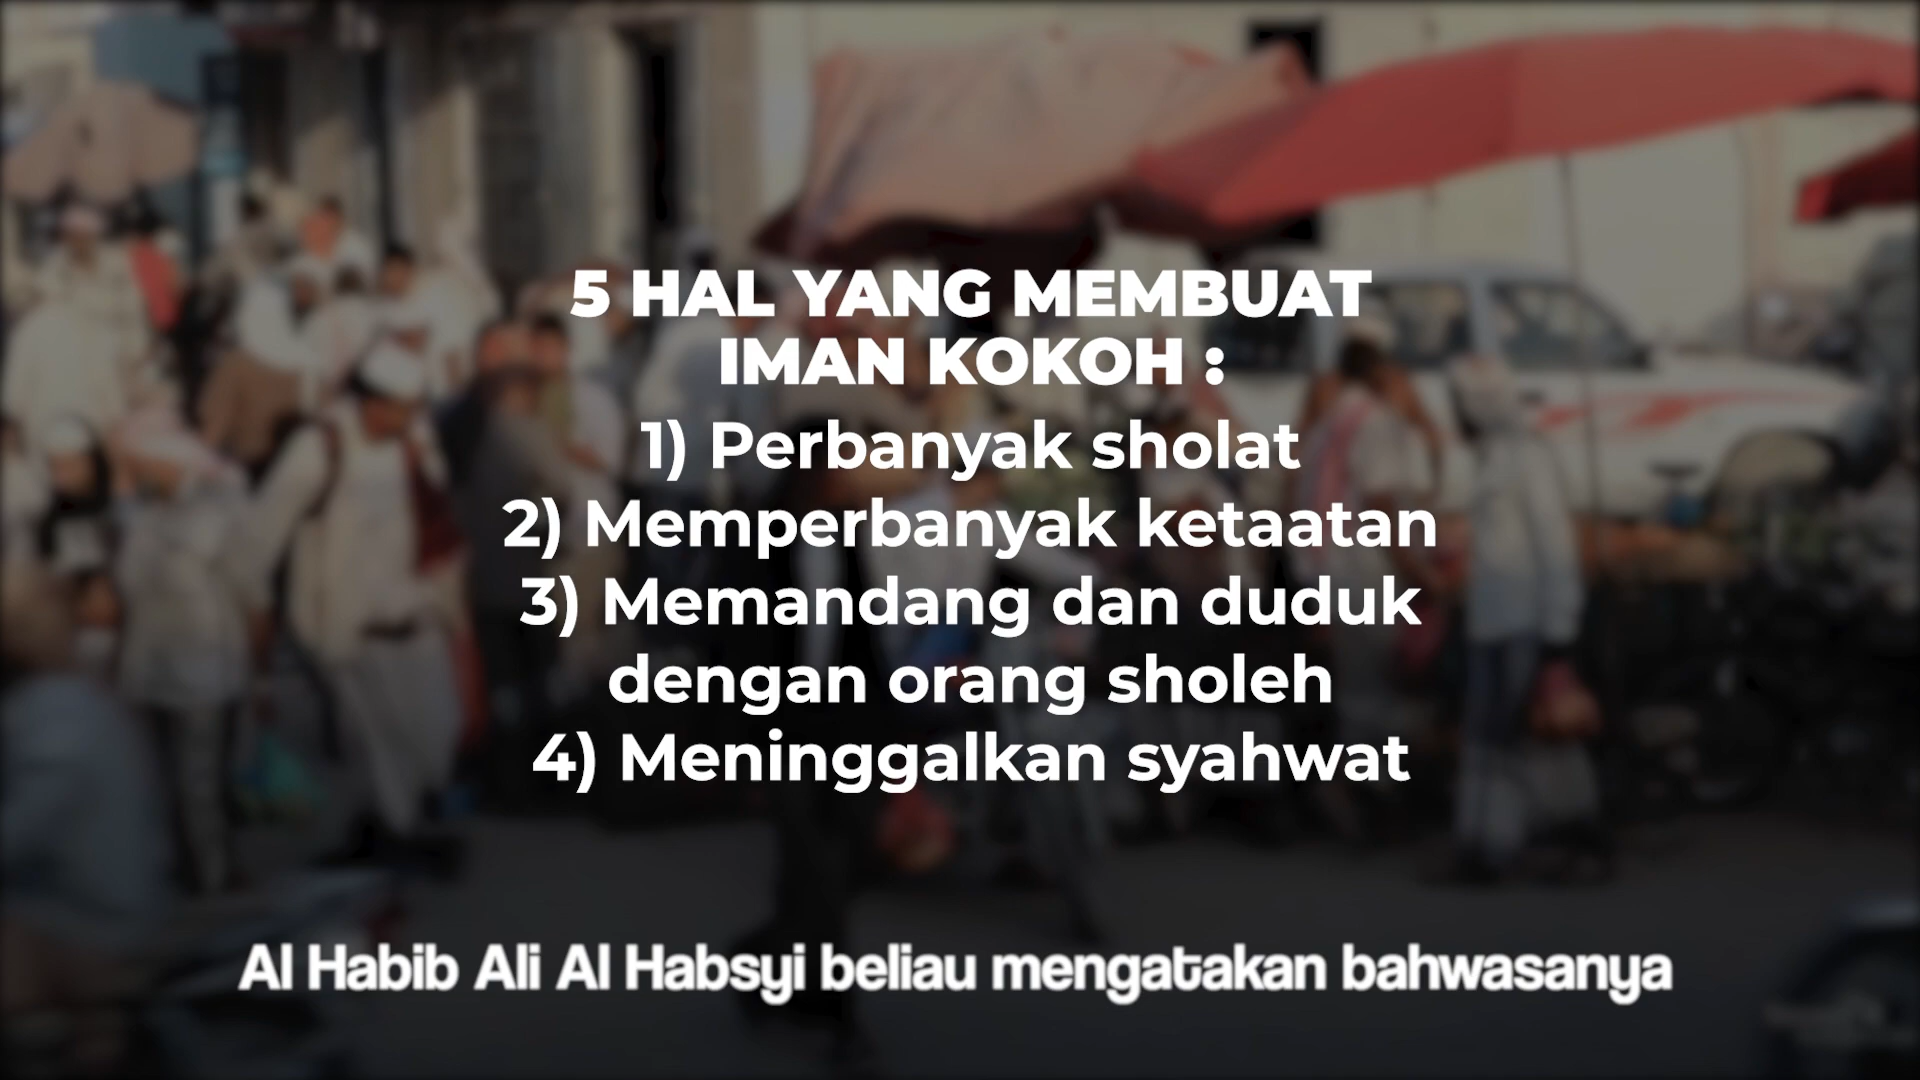 5 HAL YANG MEMBUAT
IMAN KOKOH :
1) Perbanyak sholat
2) Memperbanyak ketaatan
3) Memandang dan duduk
dengan orang sholeh
4) Meninggalkan syahwat
Al Habib Ali Al Habsyi beliau mengatakan bahwasanya